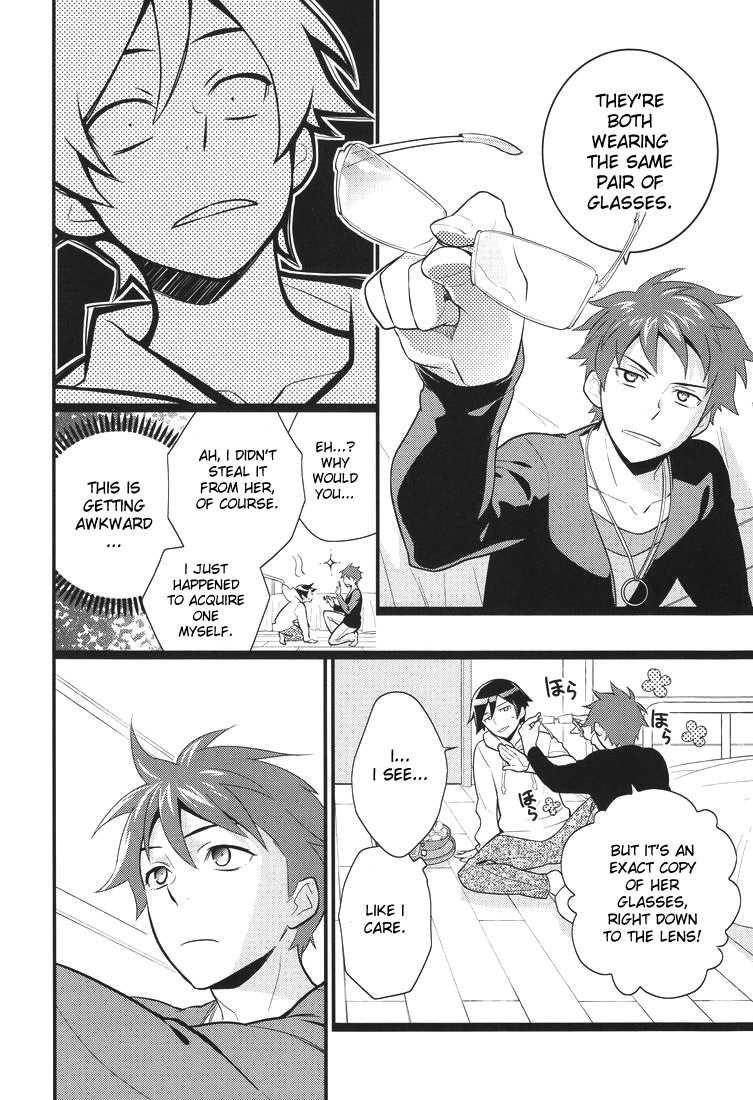 THEY'RE
BOTH
WEARING
THE SAME
PAIR OF
GLASSES.
EH...?
WHY
WOULD
YOU...
AH, I DIDN'T
STEAL IT
FROM HER,
OF COURSE.
I JUST
HAPPENED
TO ACQUIRE
ONE
MYSELF.
THIS IS
GETTING
AWKWARD
...
ほら
ほら
ほら
BUT IT'S AN
EXACT COPY
OF HER
GLASSES,
RIGHT DOWN
TO THE LENS!
I...
I SEE...
LIKE I
CARE.